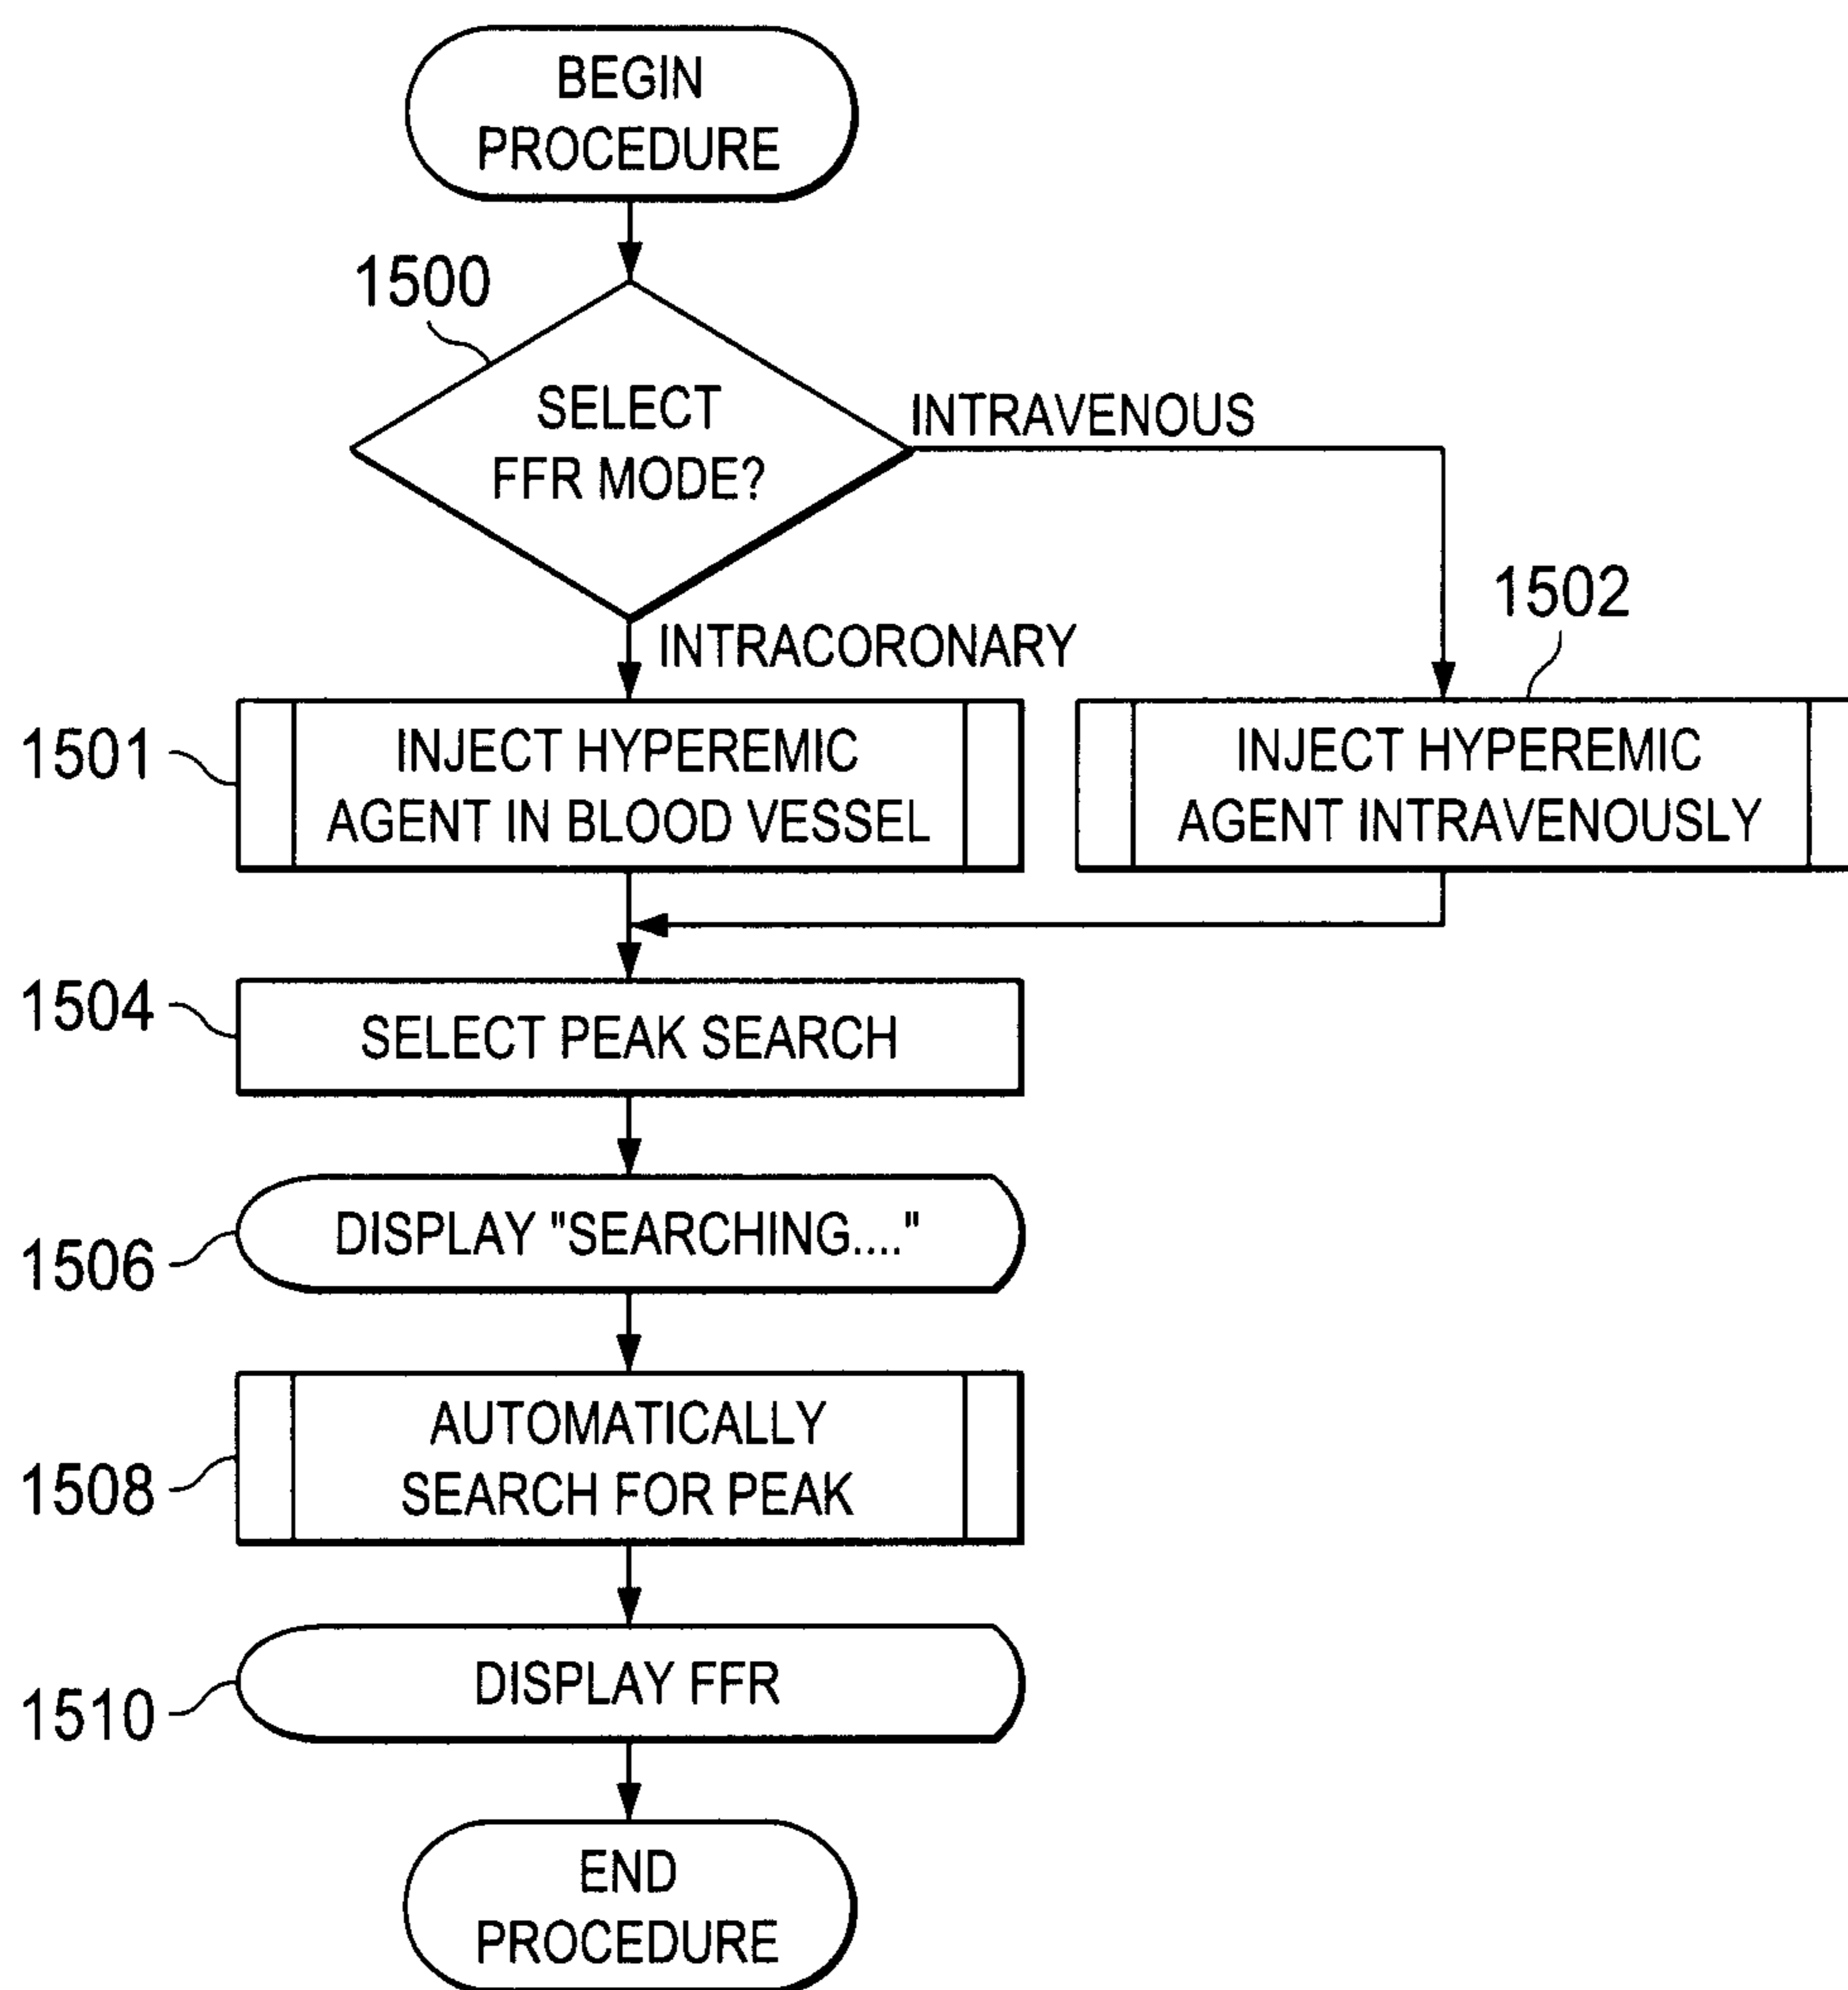 BEGIN
PROCEDURE
1500
SELECT
FFR MODE?
INTRAVENOUS
INTRACORONARY
1502
1501
INJECT HYPEREMIC
AGENT IN BLOOD VESSEL
INJECT HYPEREMIC
AGENT INTRAVENOUSLY
1504
SELECT PEAK SEARCH
1506
DISPLAY "SEARCHING...."
1508
AUTOMATICALLY
SEARCH FOR PEAK
1510
DISPLAY FFR
END
PROCEDURE